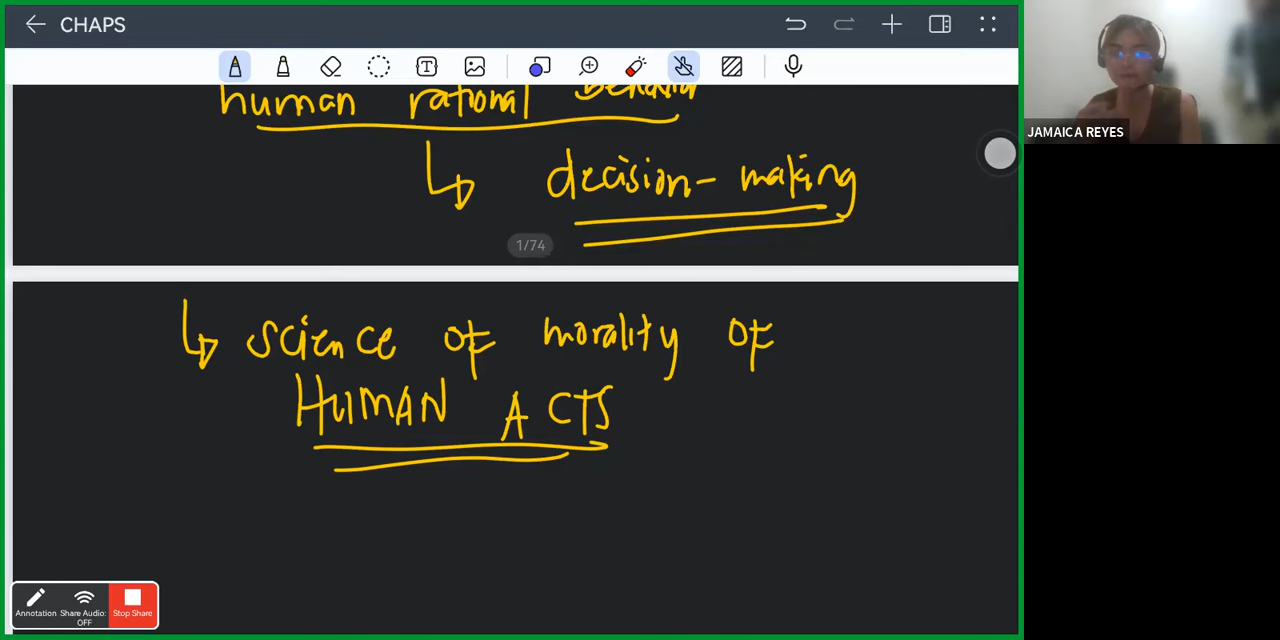 CHAPS
human rational behavior
decision-making
1/74
science of morality of
HUMAN ACTS
Annotation
Share Audio: OFF
Stop Share
JAMAICA REYES